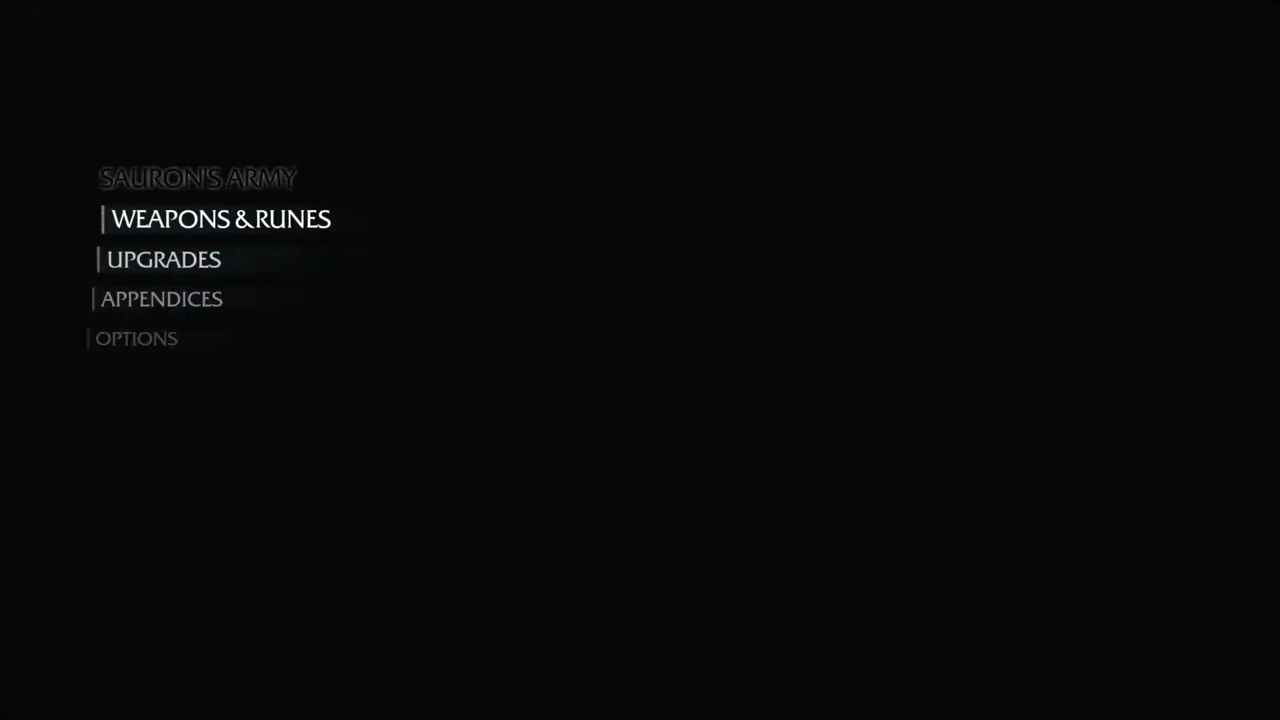 SAURON'S ARMY
WEAPONS & RUNES
UPGRADES
APPENDICES
OPTIONS